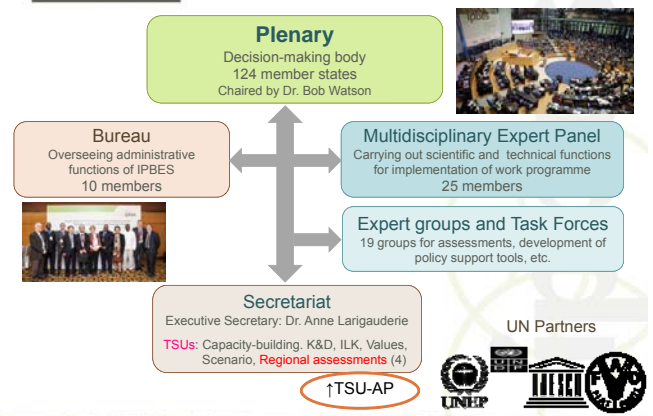 Plenary
Decision-making body
124 member states
Chaired by Dr. Bob Watson
Bureau
Overseeing administrative
functions of IPBES
10 members
Multidisciplinary Expert Panel
Carrying out scientific and technical functions
for implementation of work programme
25 members
Expert groups and Task Forces
19 groups for assessments, development of
policy support tools, etc.
Secretariat
Executive Secretary: Dr. Anne Larigauderie
TSUs: Capacity-building. K&D, ILK, Values,
Scenario, Regional assessments (4)
↑TSU-AP
UN Partners
UNEP
UNESCO